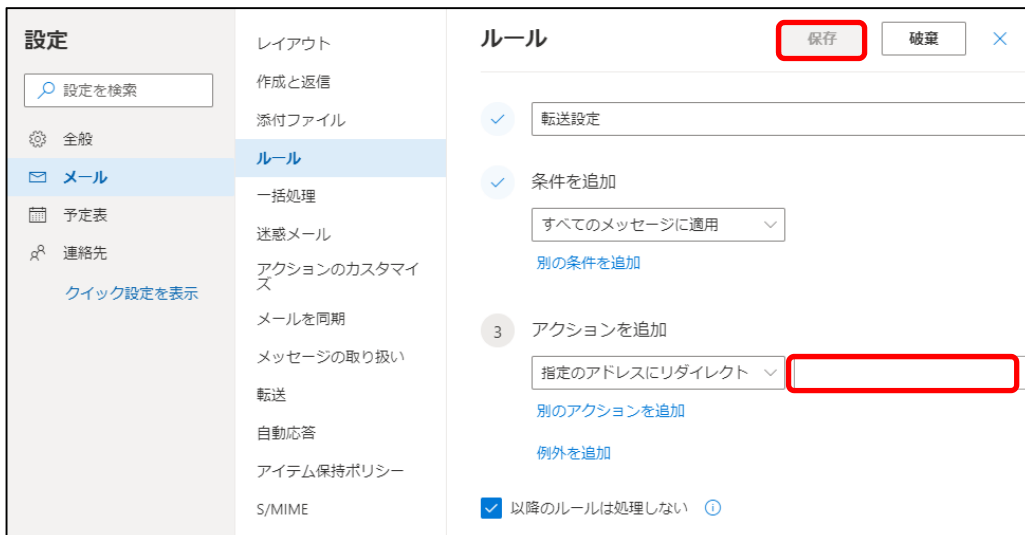 設定
設定を検索
全般
メール
予定表
連絡先
クイック設定を表示
レイアウト
作成と返信
添付ファイル
ルール
一括処理
迷惑メール
アクションのカスタマイ
ズ
メールを同期
メッセージの取り扱い
転送
自動応答
アイテム保持ポリシー
S/MIME
ルール
保存
破棄
転送設定
条件を追加
すべてのメッセージに適用
別の条件を追加
3 アクションを追加
指定のアドレスにリダイレクト
別のアクションを追加
例外を追加
以降のルールは処理しない